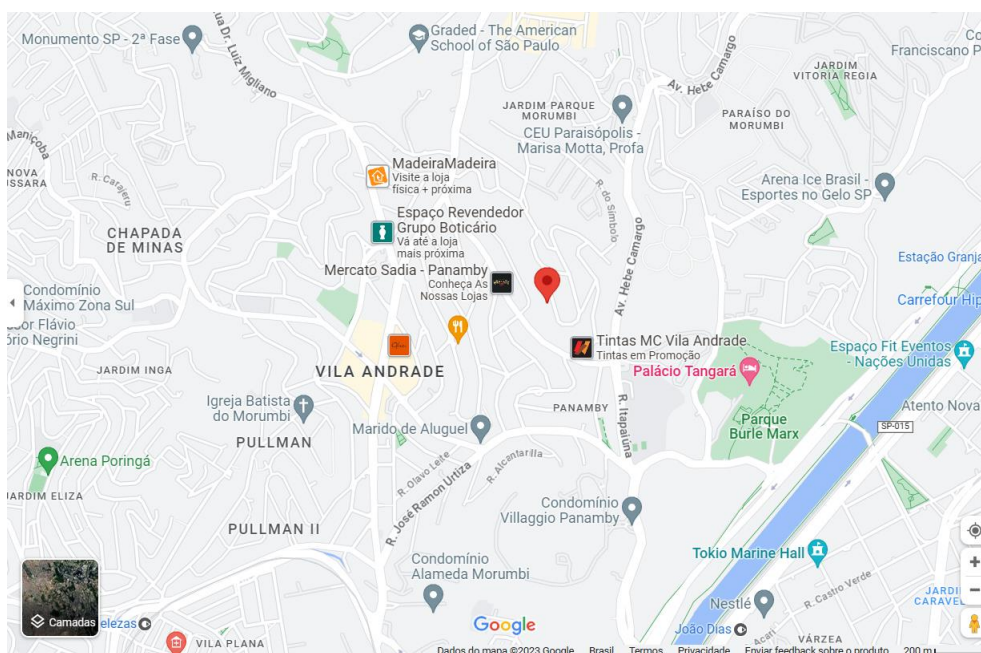 Monumento SP - 2ª Fase
Rua Dr. Luiz Migliano
Graded - The American
School of São Paulo
Av. Hebe Camargo
Franciscano P
JARDIM
VITORIA REGIA
JARDIM PARQUE
MORUMBI
PARAÍSO DO
MORUMBI
CEU Paraisópolis -
Marisa Motta, Profa
Maniçoba
NOVA
R. Carajeru
MadeiraMadeira
Visite a loja
física + próxima
Arena Ice Brasil -
Esportes no Gelo SP
R. do Símbolo
Espaço Revendedor
Grupo Boticário
Vá até a loja
mais próxima
CHAPADA
DE MINAS
Av. Hebe Camargo
Estação Granja
Mercato Sadia - Panamby
Conheça As
Nossas Lojas
Condomínio
Máximo Zona Sul
Carrefour Hip
sor Flávio
ório Negrini
Tintas MC Vila Andrade
Tintas em Promoção
Espaço Fit Eventos
- Nações Unidas
JARDIM INGA
VILA ANDRADE
Palácio Tangará
Igreja Batista
do Morumbi
PANAMBY
R. Itapaiúna
Parque
Burle Marx
Atento Nova
SP-015
PULLMAN
Marido de Aluguel
Arena Poringá
R. Olavo Leite
R. Alcantarilla
JARDIM ELIZA
R. José Ramon Urtiza
Condomínio
Villaggio Panamby
PULLMAN II
Tokio Marine Hall
Condomínio
Alameda Morumbi
R. Castro Verde
Nestlé
JARDI
CARAVEL
Camadas
elezas
Google
João Dias
Acari
VÁRZEA
VILA PLANA
Dados do mapa ©2023 Google Brasil Termos Privacidade Enviar feedback sobre o produto 200 m